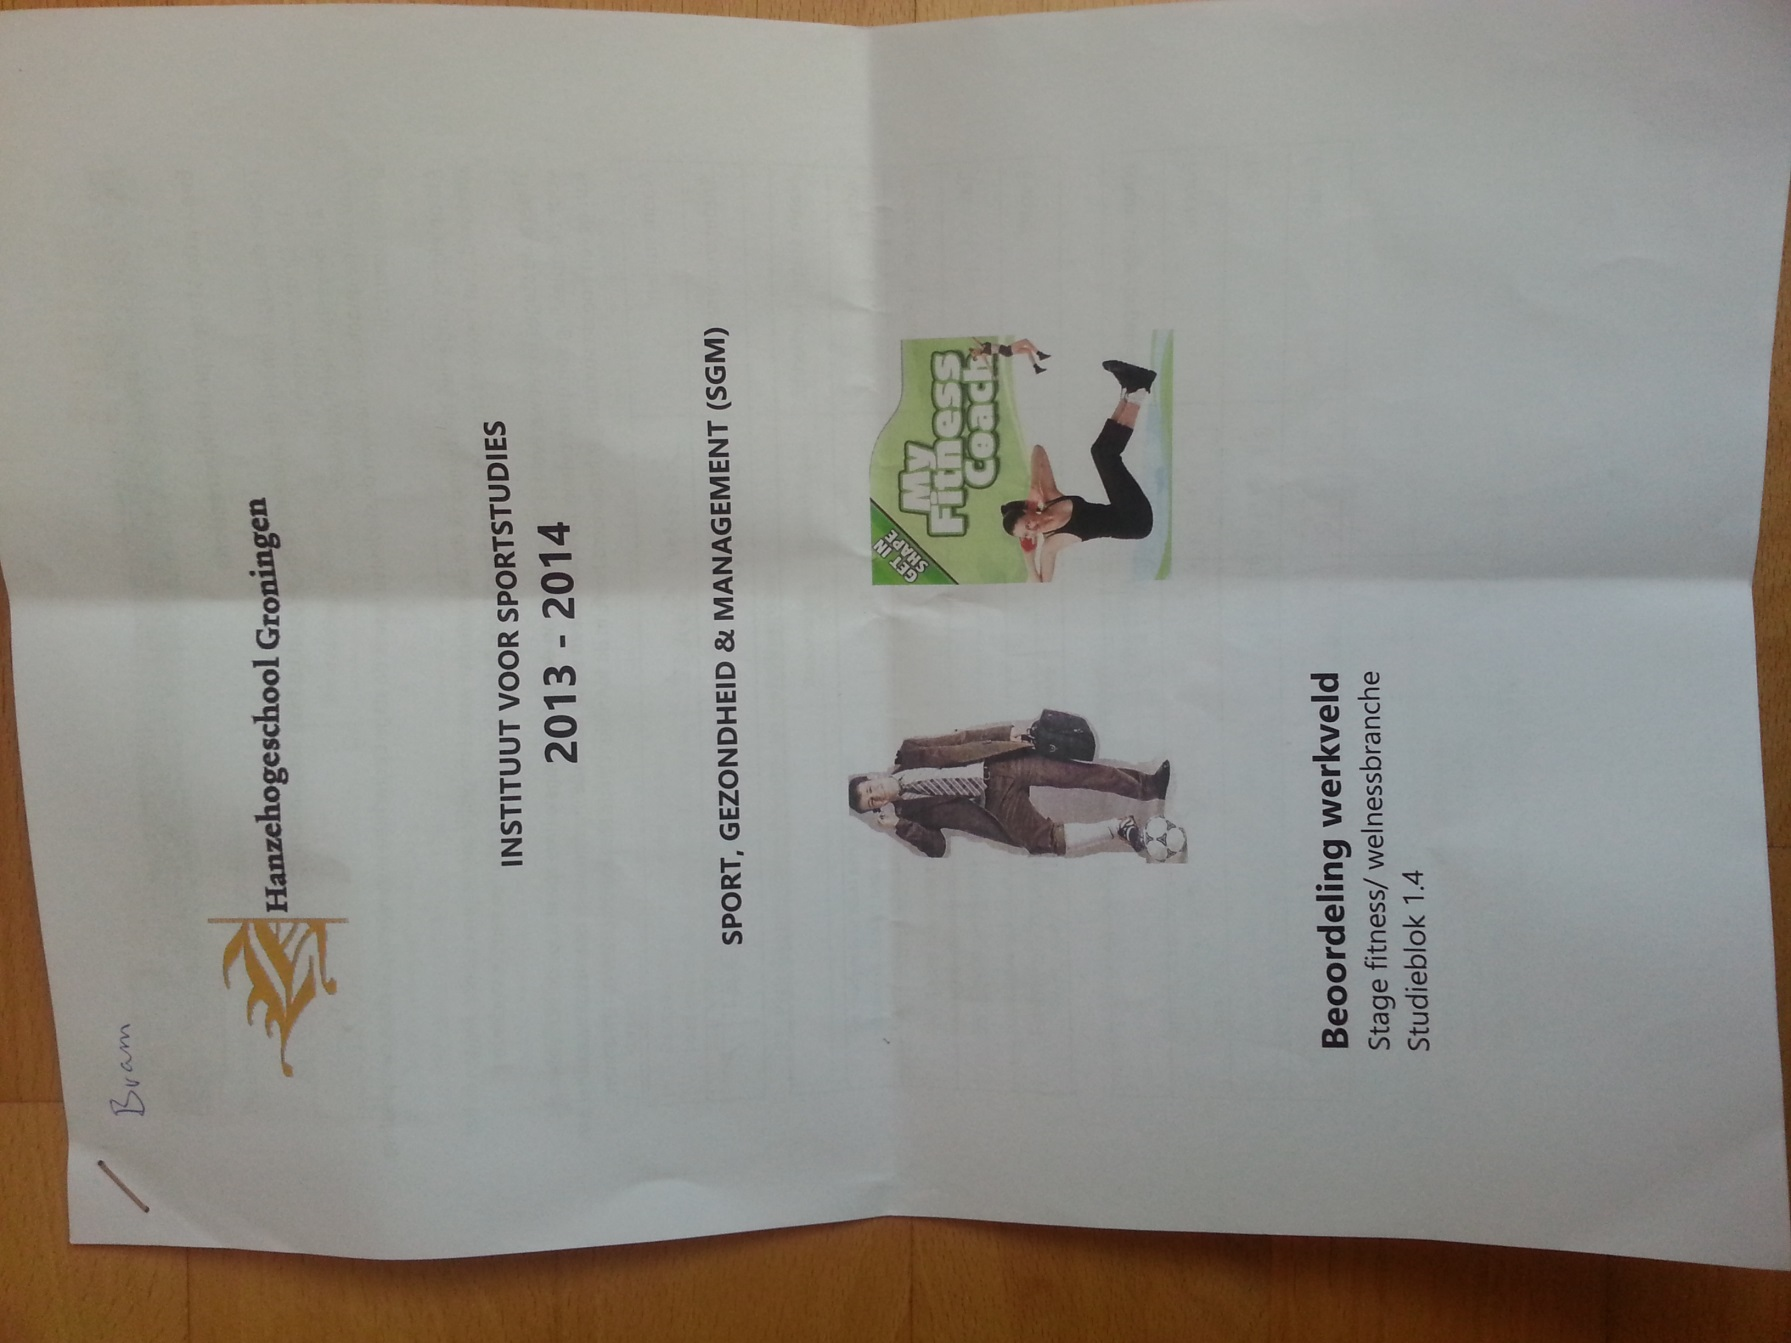 Bram
Hanzehogeschool Groningen
INSTITUUT VOOR SPORTSTUDIES
2013 - 2014
SPORT, GEZONDHEID & MANAGEMENT (SGM)
GET IN
SHAPE
My
Fitness
Coach
Beoordeling werkveld
Stage fitness/ welnessbranche
Studieblok 1.4